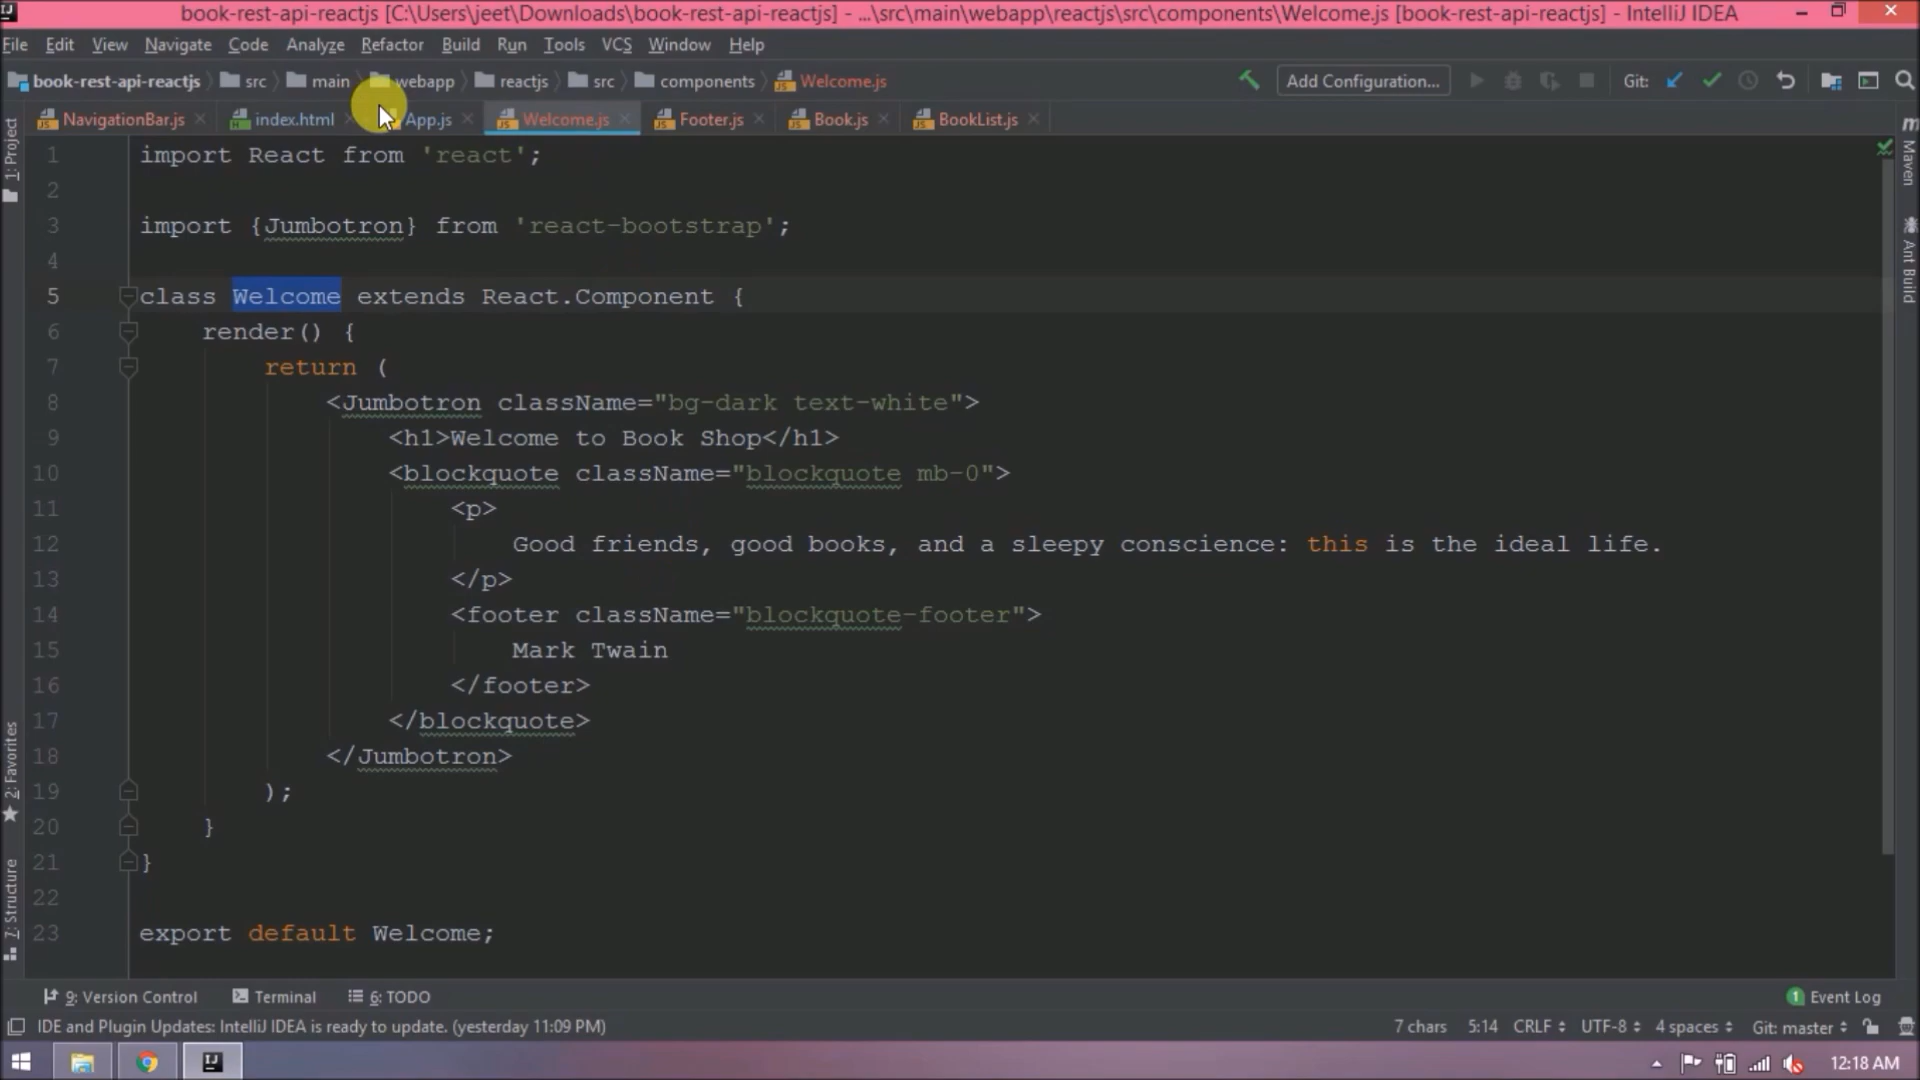 book-rest-api-reactjs [C:\Users\jeet\Downloads\book-rest-api-reactjs] - ...\src\main\webapp\reactjs\src\components\Welcome.js [book-rest-api-reactjs] - IntelliJ IDEA
File Edit View Navigate Code Analyze Refactor Build Run Tools VCS Window Help
book-rest-api-reactjs src main webapp reactjs src components Welcome.js Add Configuration... Git:
NavigationBar.js index.html App.js Welcome.js Footer.js Book.js BookList.js
1: Project
2: Favorites
7: Structure
Maven
Ant Build
1 import React from 'react';
2
3 import {Jumbotron} from 'react-bootstrap';
4
5 class Welcome extends React.Component {
6 render() {
7 return (
8 <Jumbotron className="bg-dark text-white">
9 <h1>Welcome to Book Shop</h1>
10 <blockquote className="blockquote mb-0">
11 <p>
12 Good friends, good books, and a sleepy conscience: this is the ideal life.
13 </p>
14 <footer className="blockquote-footer">
15 Mark Twain
16 </footer>
17 </blockquote>
18 </Jumbotron>
19 );
20 }
21 }
22
23 export default Welcome;
9: Version Control Terminal 6: TODO 1 Event Log
IDE and Plugin Updates: IntelliJ IDEA is ready to update. (yesterday 11:09 PM) 7 chars 5:14 CRLF UTF-8 4 spaces Git: master
12:18 AM